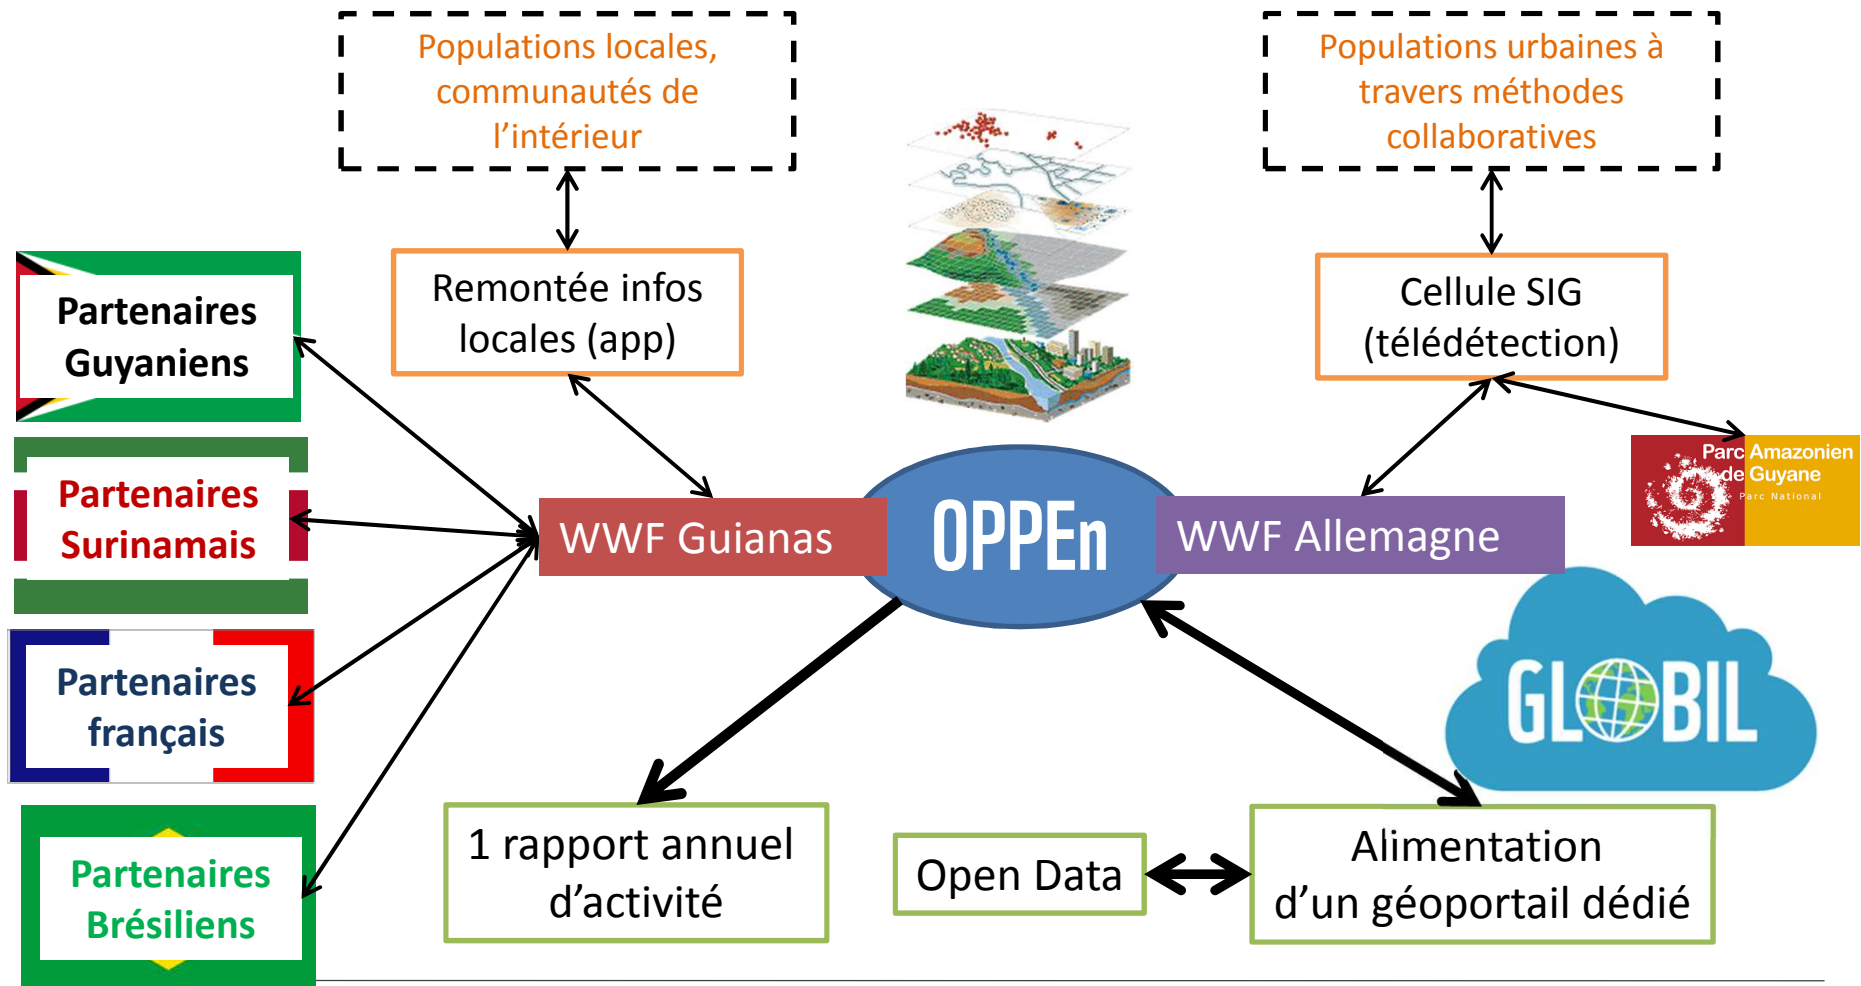 Populations locales,
communautés de
l’intérieur
Populations urbaines à
travers méthodes
collaboratives
Remontée infos
locales (app)
Cellule SIG
(télédétection)
Partenaires
Guyaniens
Partenaires
Surinamais
Partenaires
français
Partenaires
Brésiliens
WWF Guianas
OPPEn
WWF Allemagne
Parc Amazonien
de Guyane
Parc National
GLOBIL
1 rapport annuel
d’activité
Open Data
Alimentation
d’un géoportail dédié